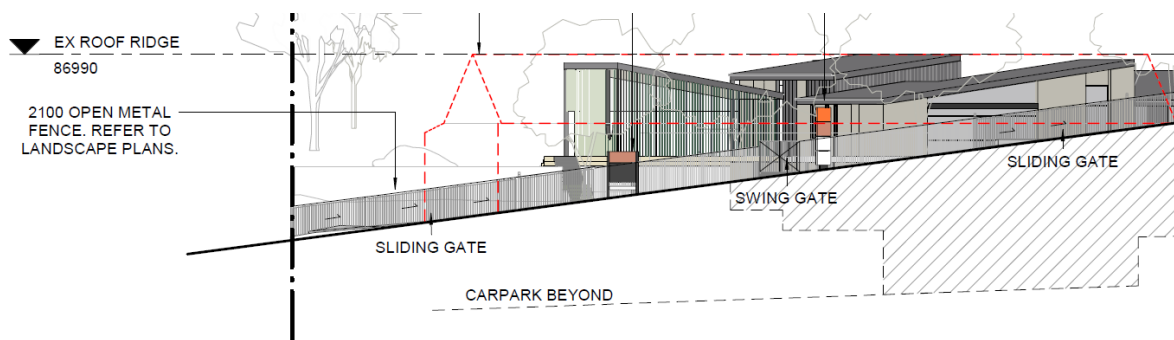 EX ROOF RIDGE
86990
2100 OPEN METAL
FENCE. REFER TO
LANDSCAPE PLANS.
SLIDING GATE
SWING GATE
SLIDING GATE
CARPARK BEYOND